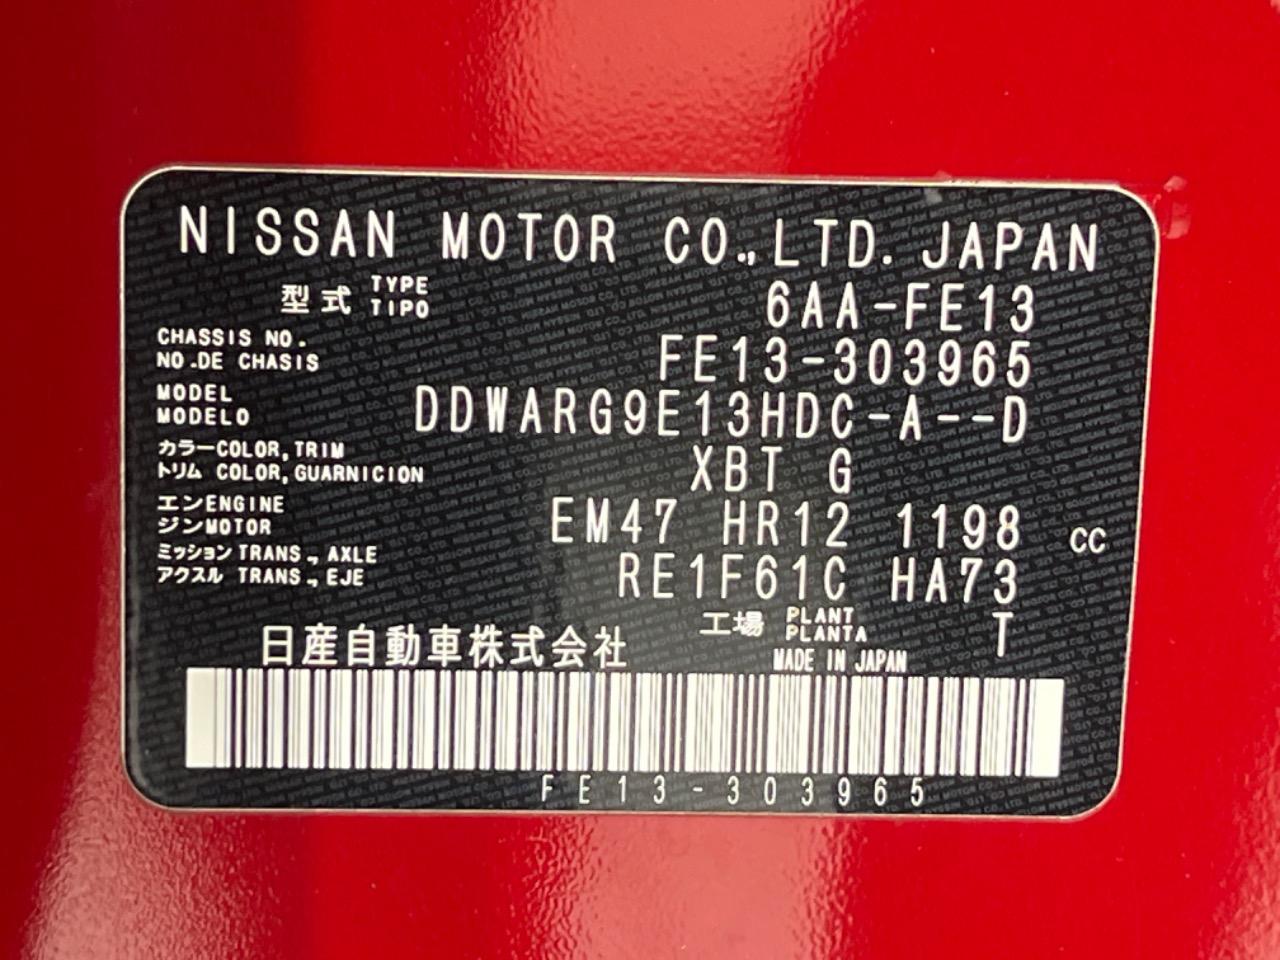 NISSAN MOTOR CO.,LTD. JAPAN
型式 TYPE TIPO 6AA-FE13
CHASSIS NO.
NO.DE CHASIS FE13-303965
MODEL
MODELO DDWARG9E13HDC-A--D
カラーCOLOR,TRIM
トリム COLOR,GUARNICION XBT G
エンENGINE
ジンMOTOR EM47 HR12 1198 CC
ミッション TRANS., AXLE
アクスル TRANS., EJE RE1F61C HA73
工場 PLANT PLANTA T
日産自動車株式会社 MADE IN JAPAN
FE13-303965